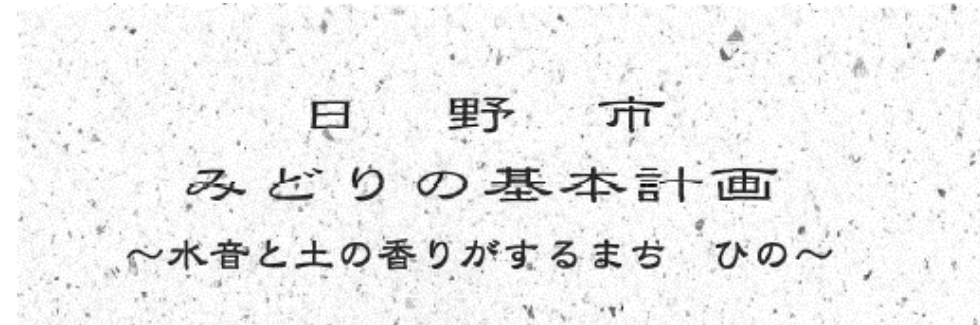 日　野　市
みどりの基本計画
～水音と土の香りがするまち　ひの～